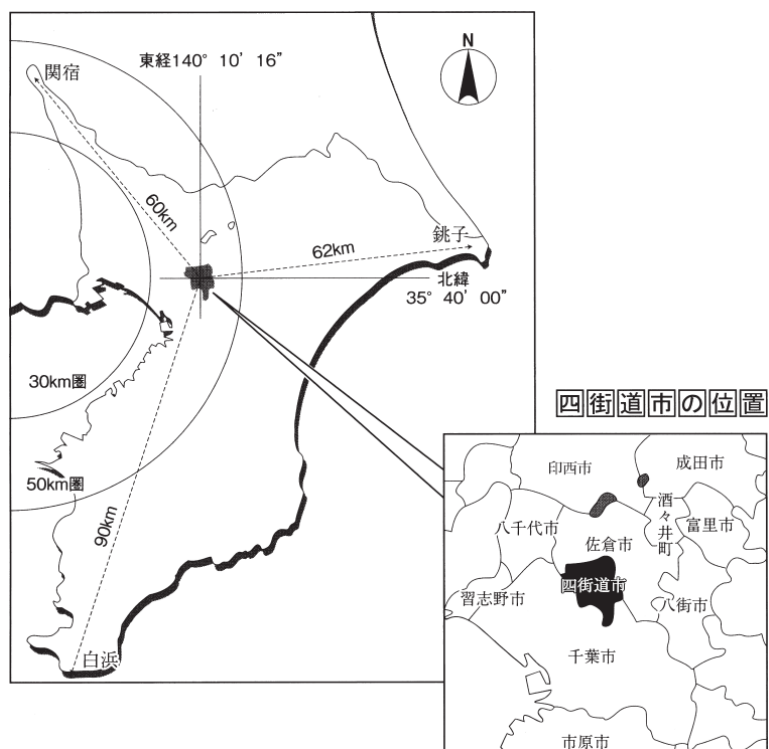 N
東経140° 10’ 16”
関宿
60km
銚子
62km
北緯
35° 40’ 00”
30km圏
50km圏
90km
白浜
四街道市の位置
印西市
成田市
酒々井町
富里市
八千代市
佐倉市
四街道市
習志野市
八街市
千葉市
市原市